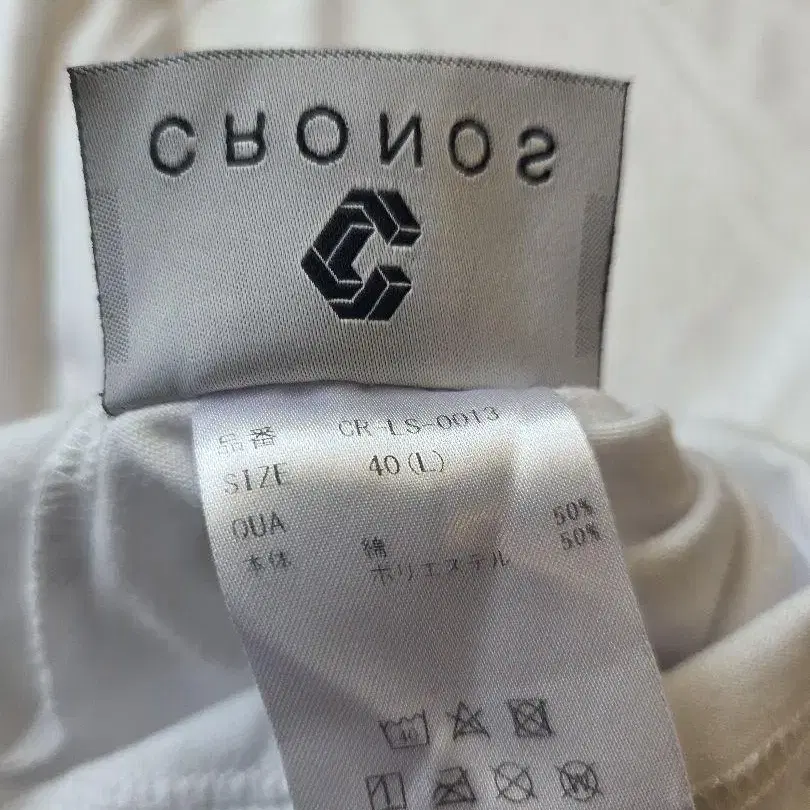 CRONOS
品番 CR-LS-0013
SIZE 40(L)
QUA
本体 綿 50%
ポリエステル 50%
40